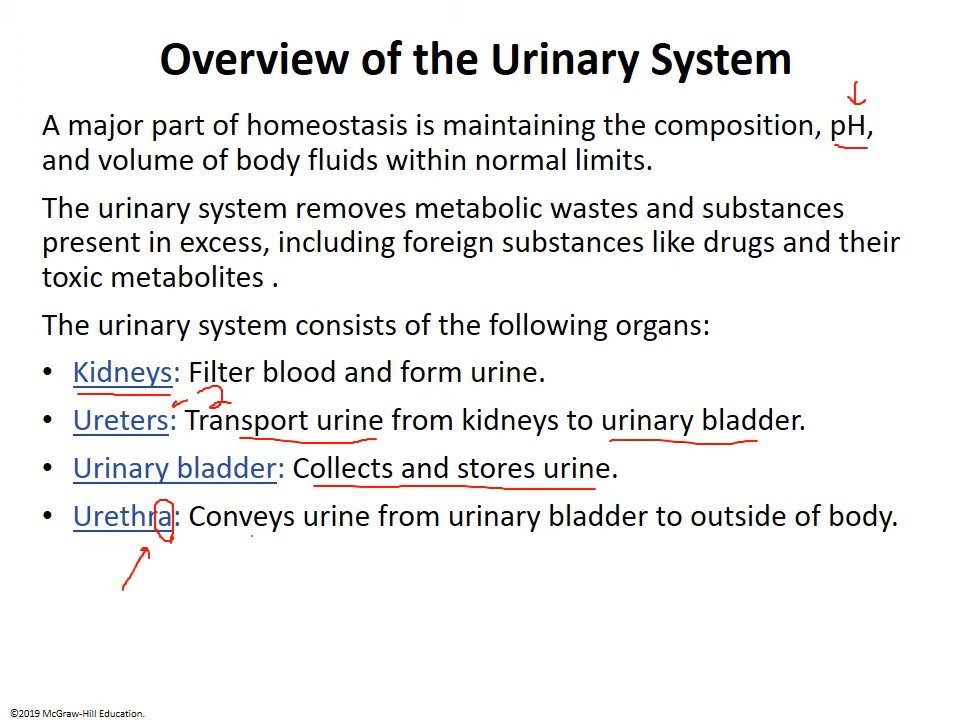 Overview of the Urinary System
A major part of homeostasis is maintaining the composition, pH,
and volume of body fluids within normal limits.
The urinary system removes metabolic wastes and substances
present in excess, including foreign substances like drugs and their
toxic metabolites .
The urinary system consists of the following organs:
• Kidneys: Filter blood and form urine.
2
• Ureters: Transport urine from kidneys to urinary bladder.
• Urinary bladder: Collects and stores urine.
• Urethra: Conveys urine from urinary bladder to outside of body.
©2019 McGraw-Hill Education.